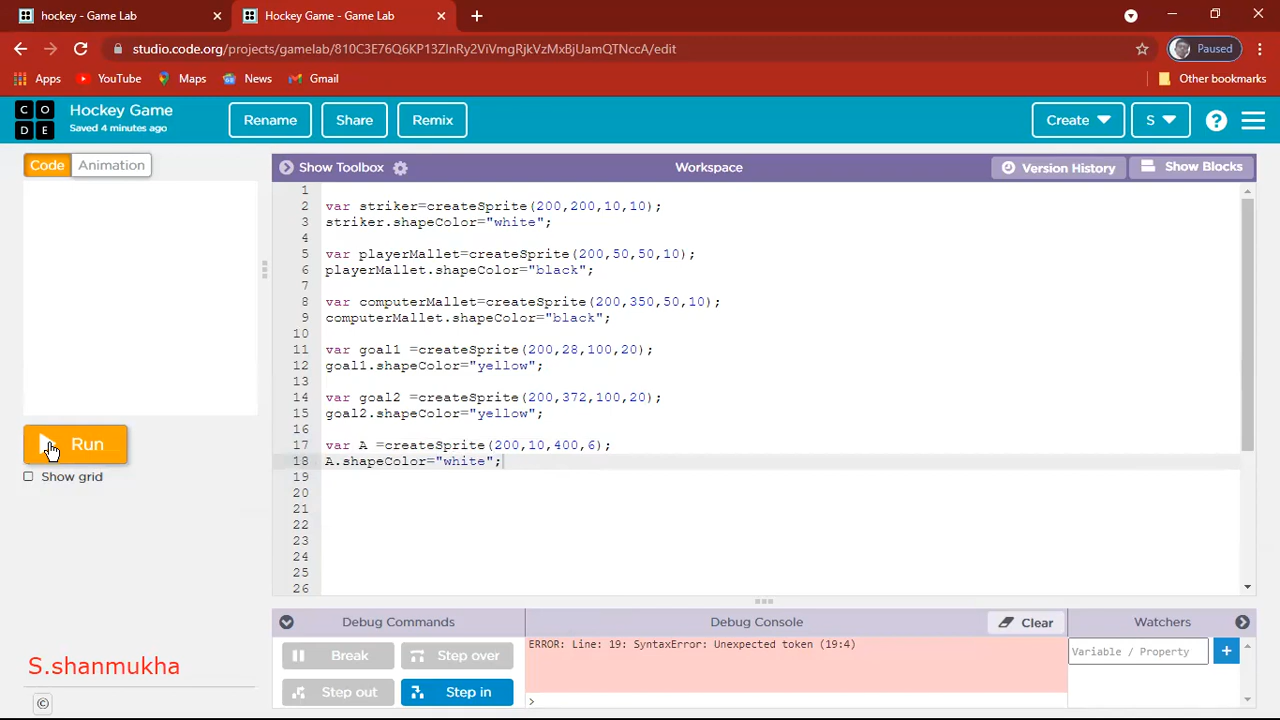 hockey - Game Lab
Hockey Game - Game Lab
studio.code.org/projects/gamelab/810C3E76Q6KP13ZlnRy2ViVmgRjkVzMxBjUamQTNccA/edit
Paused
Apps
YouTube
Maps
News
Gmail
Other bookmarks
CODE
Hockey Game
Saved 4 minutes ago
Rename
Share
Remix
Create
S
?
Code
Animation
Show Toolbox
Workspace
Version History
Show Blocks
1
2 var striker=createSprite(200,200,10,10);
3 striker.shapeColor="white";
4
5 var playerMallet=createSprite(200,50,50,10);
6 playerMallet.shapeColor="black";
7
8 var computerMallet=createSprite(200,350,50,10);
9 computerMallet.shapeColor="black";
10
11 var goal1 =createSprite(200,28,100,20);
12 goal1.shapeColor="yellow";
13
14 var goal2 =createSprite(200,372,100,20);
15 goal2.shapeColor="yellow";
16
17 var A =createSprite(200,10,400,6);
18 A.shapeColor="white";
19
20
21
22
23
24
25
26
Run
Show grid
Debug Commands
Debug Console
Clear
Watchers
Break
Step over
Step out
Step in
ERROR: Line: 19: SyntaxError: Unexpected token (19:4)
>
Variable / Property
+
S.shanmukha
©